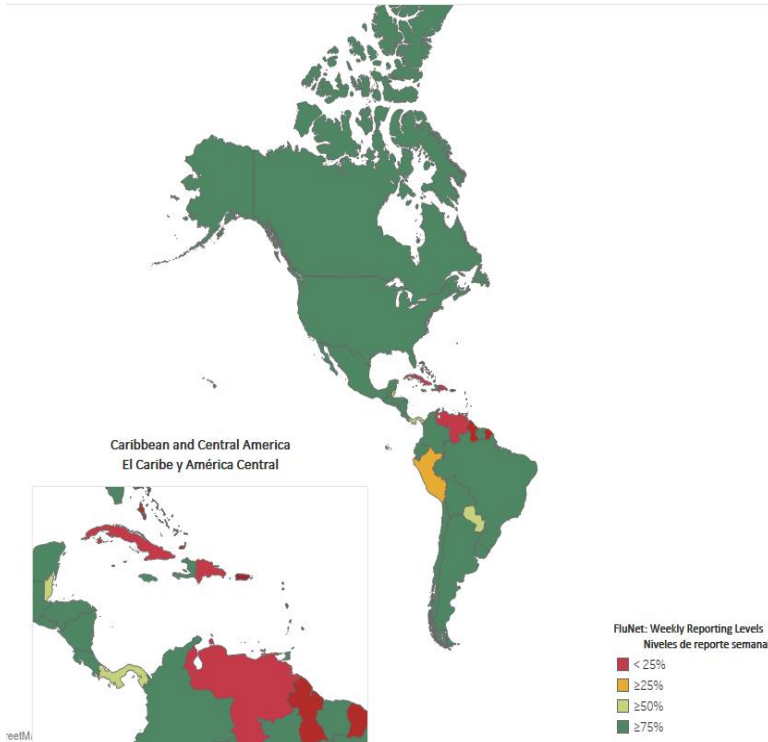 Caribbean and Central America
El Caribe y América Central
FluNet: Weekly Reporting Levels
Niveles de reporte semana
< 25%
≥25%
≥50%
≥75%
reetMa